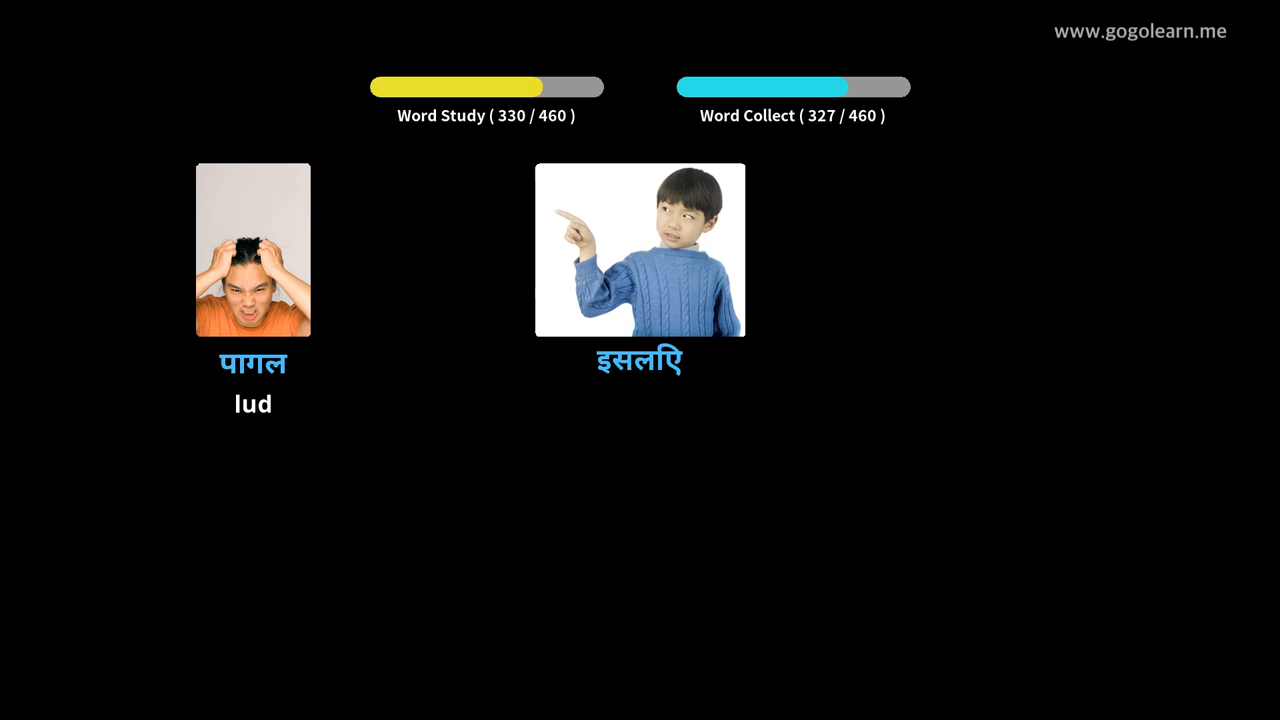 www.gogolearn.me
Word Study ( 330 / 460 )
Word Collect ( 327 / 460 )
पागल
इसलिए
lud